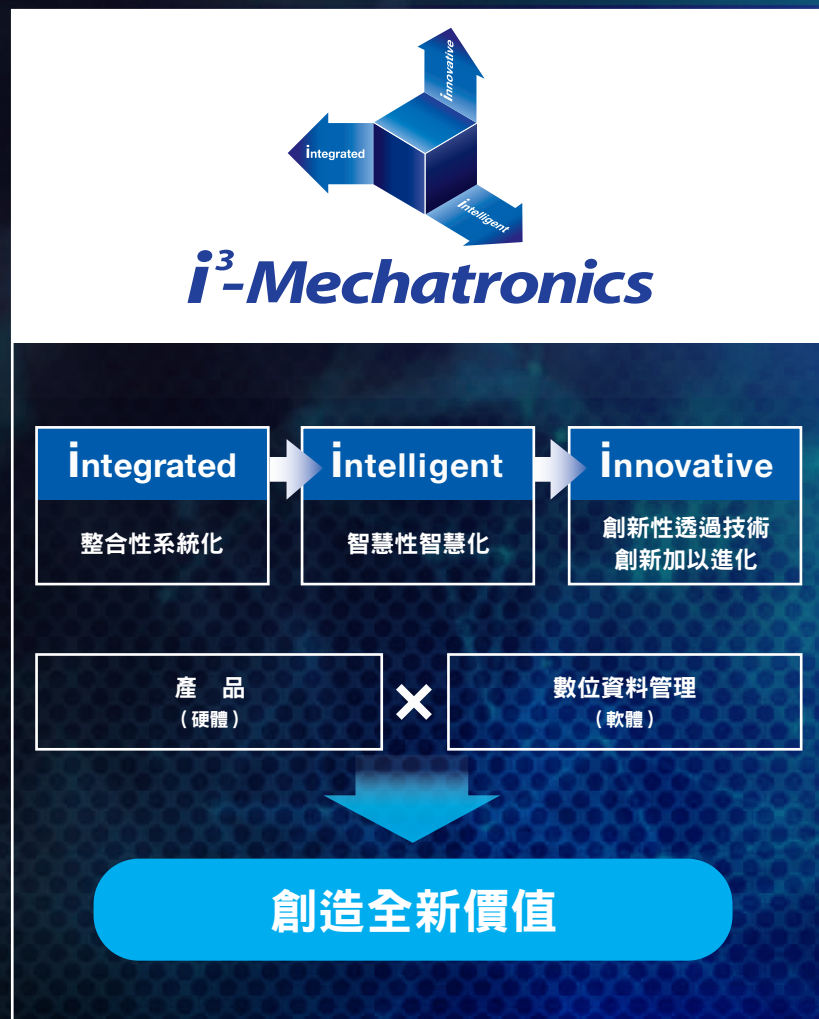 innovative
integrated
intelligent
i³-Mechatronics
integrated
整合性系統化
intelligent
智慧性智慧化
innovative
創新性透過技術
創新加以進化
產 品
（硬體）
×
數位資料管理
（軟體）
創造全新價值